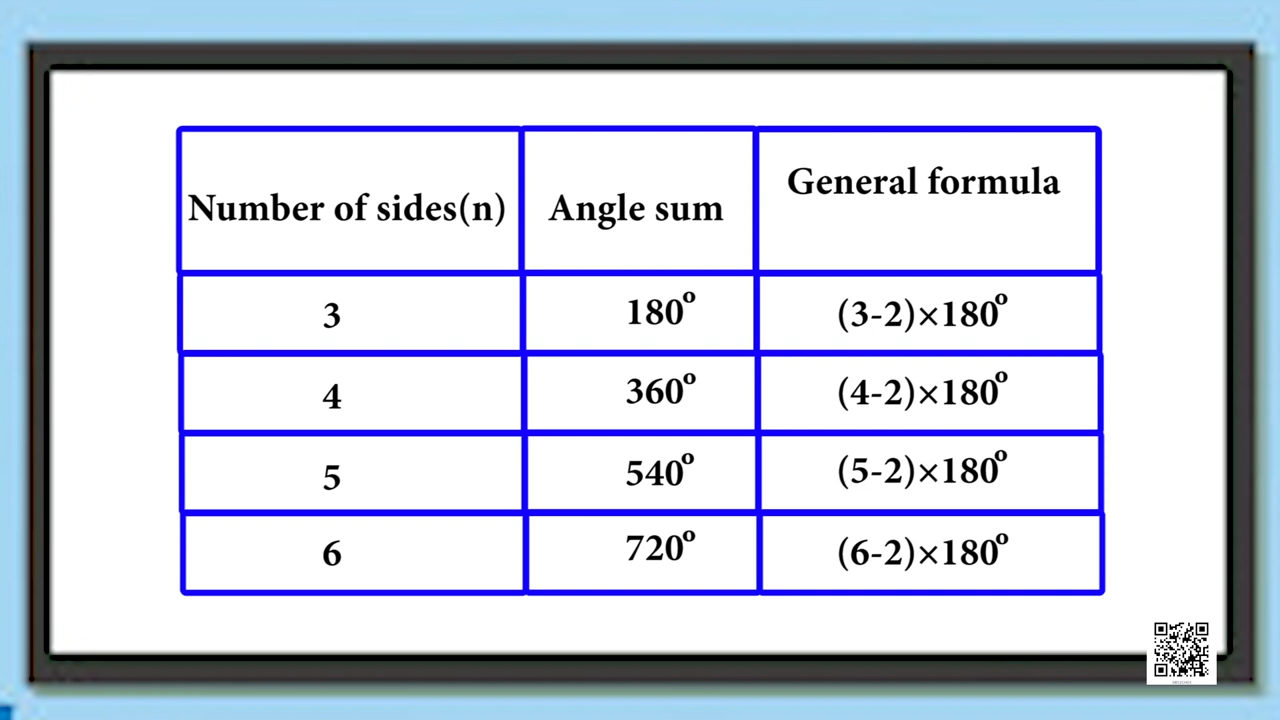 Number of sides(n) Angle sum General formula
3 180° (3-2)×180°
4 360° (4-2)×180°
5 540° (5-2)×180°
6 720° (6-2)×180°